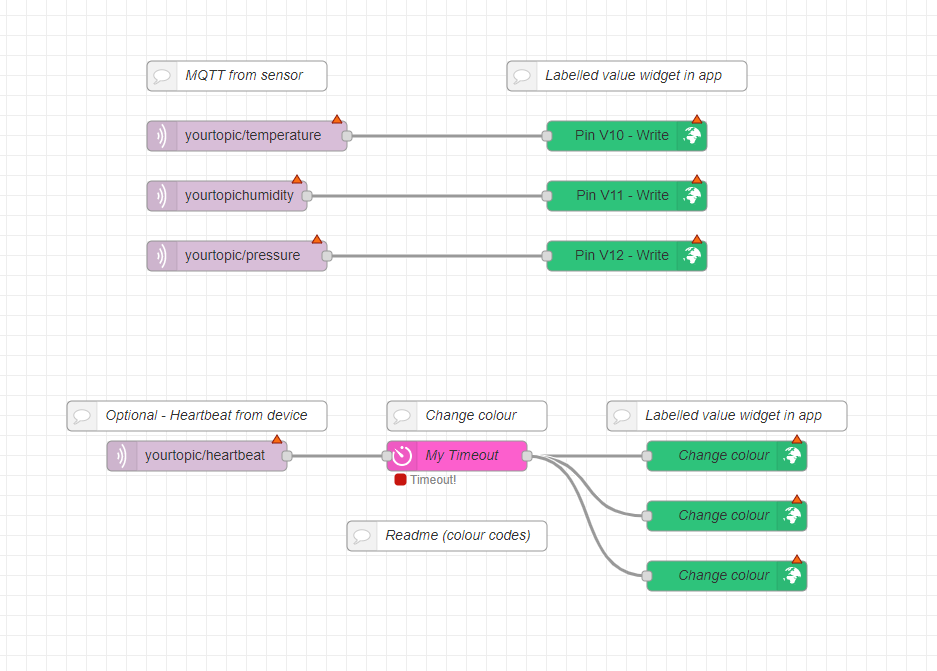 MQTT from sensor
Labelled value widget in app
yourtopic/temperature
Pin V10 - Write
yourtopichumidity
Pin V11 - Write
yourtopic/pressure
Pin V12 - Write
Optional - Heartbeat from device
Change colour
Labelled value widget in app
yourtopic/heartbeat
My Timeout
Change colour
Timeout!
Change colour
Readme (colour codes)
Change colour